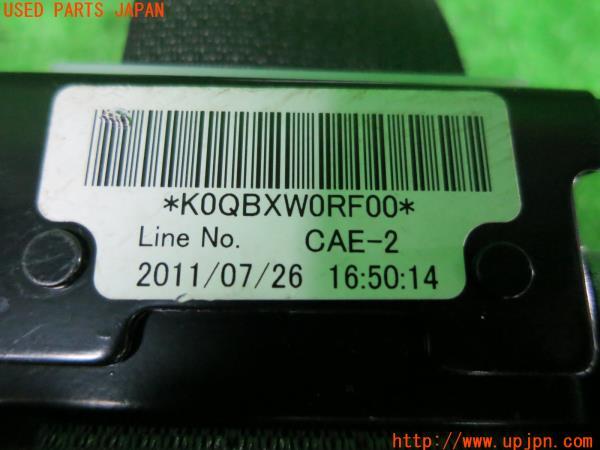 USED PARTS JAPAN
*K0QBXW0RF00*
Line No. CAE-2
2011/07/26 16:50:14
http://www.upjpn.com/